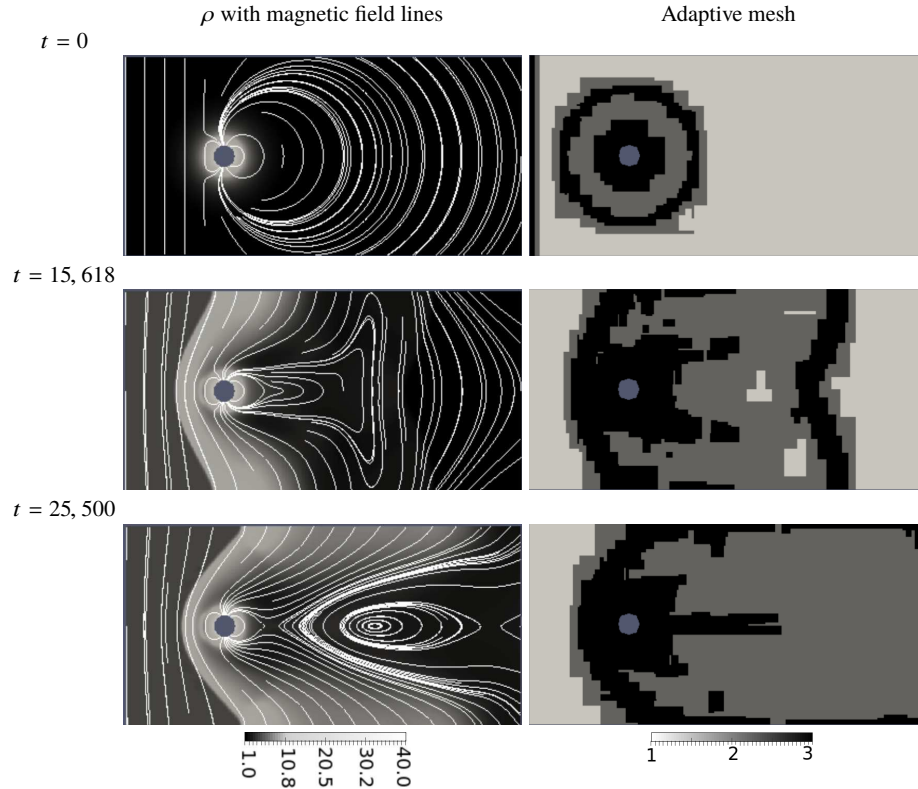 ρ with magnetic field lines
Adaptive mesh
t = 0
t = 15, 618
t = 25, 500
1.0 10.8 20.5 30.2 40.0
1 2 3